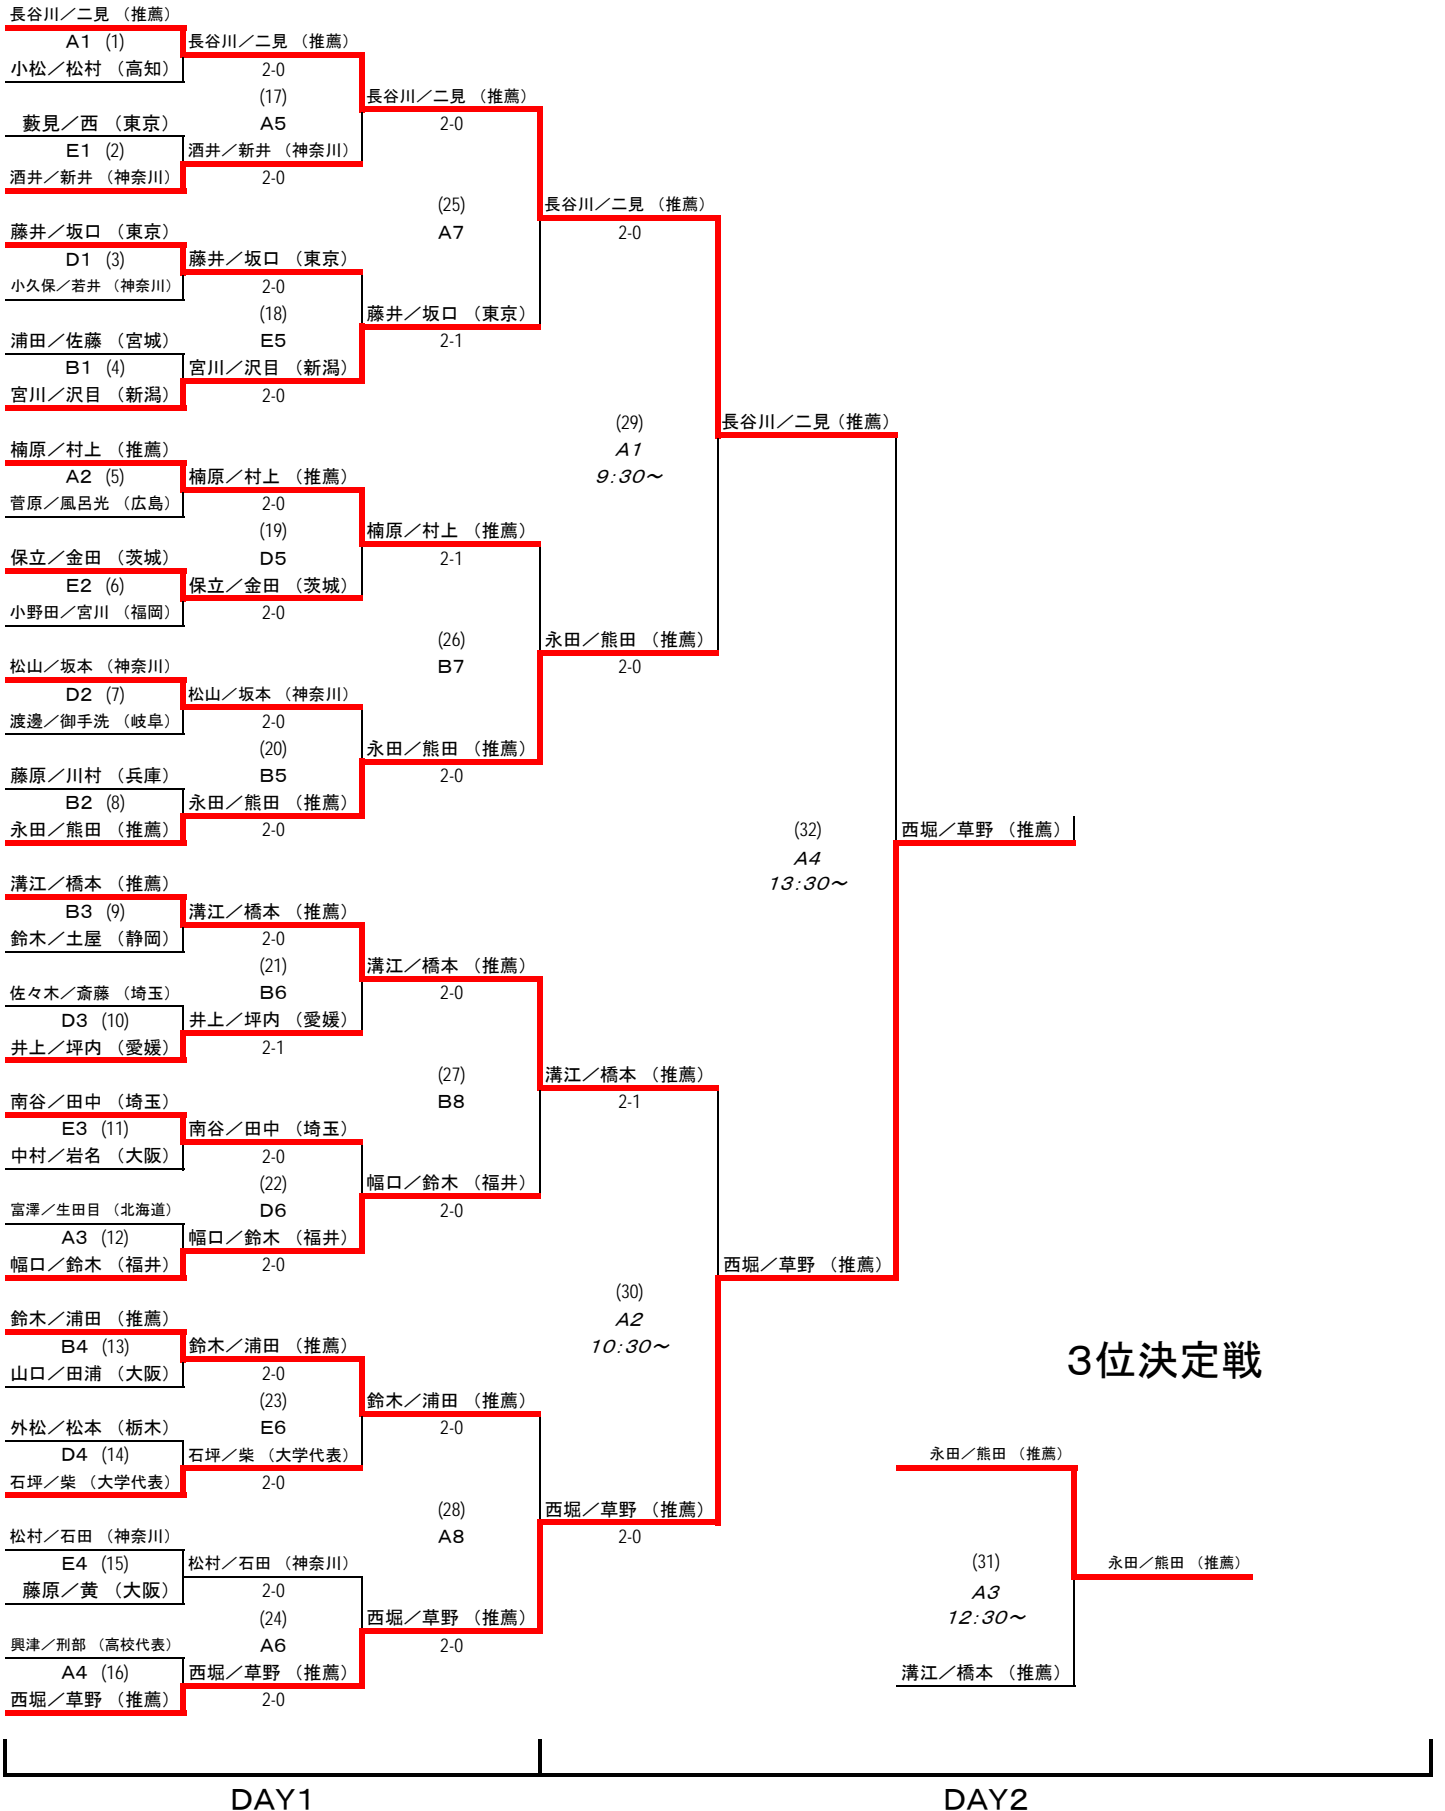 長谷川／二見 （推薦）
A1 (1)
小松／松村 （高知）
藪見／西 （東京）
E1 (2)
酒井／新井 （神奈川）
藤井／坂口 （東京）
D1 (3)
小久保／若井 （神奈川）
浦田／佐藤 （宮城）
B1 (4)
宮川／沢目 （新潟）
楠原／村上 （推薦）
A2 (5)
菅原／風呂光 （広島）
保立／金田 （茨城）
E2 (6)
小野田／宮川 （福岡）
松山／坂本 （神奈川）
D2 (7)
渡邊／御手洗 （岐阜）
藤原／川村 （兵庫）
B2 (8)
永田／熊田 （推薦）
溝江／橋本 （推薦）
B3 (9)
鈴木／土屋 （静岡）
佐々木／斎藤 （埼玉）
D3 (10)
井上／坪内 （愛媛）
南谷／田中 （埼玉）
E3 (11)
中村／岩名 （大阪）
富澤／生田目 （北海道）
A3 (12)
幅口／鈴木 （福井）
鈴木／浦田 （推薦）
B4 (13)
山口／田浦 （大阪）
外松／松本 （栃木）
D4 (14)
石坪／柴 （大学代表）
松村／石田 （神奈川）
E4 (15)
藤原／黄 （大阪）
興津／刑部 （高校代表）
A4 (16)
西堀／草野 （推薦）
長谷川／二見 （推薦）
2-0
(17)
A5
酒井／新井 （神奈川）
2-0
藤井／坂口 （東京）
2-0
(18)
E5
宮川／沢目 （新潟）
2-0
楠原／村上 （推薦）
2-0
(19)
D5
保立／金田 （茨城）
2-0
松山／坂本 （神奈川）
2-0
(20)
B5
永田／熊田 （推薦）
2-0
溝江／橋本 （推薦）
2-0
(21)
B6
井上／坪内 （愛媛）
2-1
南谷／田中 （埼玉）
2-0
(22)
D6
幅口／鈴木 （福井）
2-0
鈴木／浦田 （推薦）
2-0
(23)
E6
石坪／柴 （大学代表）
2-0
松村／石田 （神奈川）
2-0
(24)
A6
西堀／草野 （推薦）
2-0
長谷川／二見 （推薦）
2-0
(25)
A7
藤井／坂口 （東京）
2-1
楠原／村上 （推薦）
2-1
(26)
B7
永田／熊田 （推薦）
2-0
溝江／橋本 （推薦）
2-0
(27)
B8
幅口／鈴木 （福井）
2-0
鈴木／浦田 （推薦）
2-0
(28)
A8
西堀／草野 （推薦）
2-0
長谷川／二見 （推薦）
2-0
(29)
A1
9:30～
永田／熊田 （推薦）
2-0
溝江／橋本 （推薦）
2-1
(30)
A2
10:30～
西堀／草野 （推薦）
2-0
長谷川／二見 （推薦）
(32)
A4
13:30～
西堀／草野 （推薦）
西堀／草野 （推薦）
3位決定戦
永田／熊田 （推薦）
(31)
A3
12:30～
溝江／橋本 （推薦）
永田／熊田 （推薦）
DAY1
DAY2